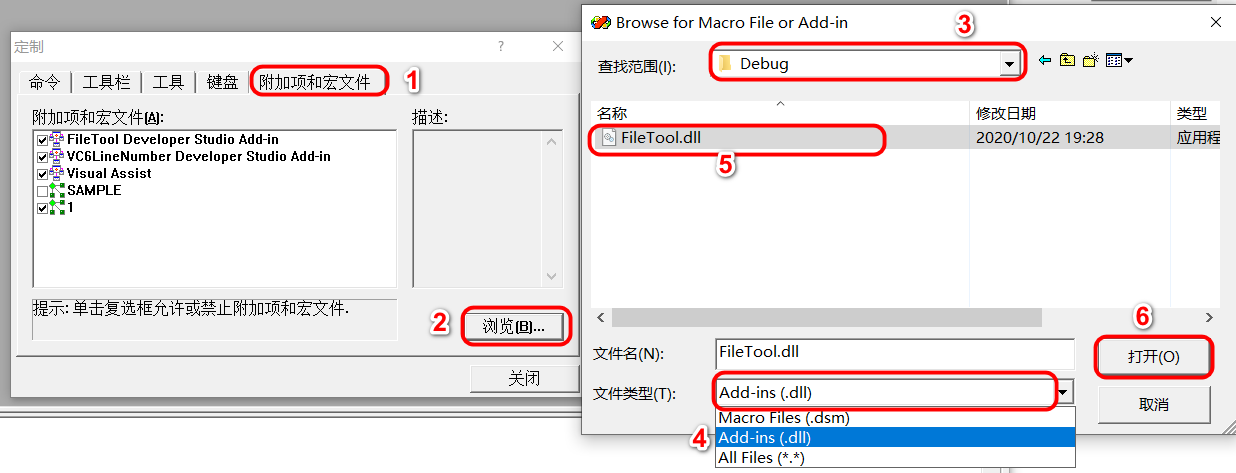 定制
?
命令
工具栏
工具
键盘
附加项和宏文件
1
附加项和宏文件(A):
描述:
FileTool Developer Studio Add-in
VC6LineNumber Developer Studio Add-in
Visual Assist
SAMPLE
1
提示: 单击复选框允许或禁止附加项和宏文件.
2
浏览(B)...
关闭
Browse for Macro File or Add-in
3
查找范围(I):
Debug
名称
修改日期
类型
FileTool.dll
2020/10/22 19:28
应用程
5
6
文件名(N):
FileTool.dll
打开(O)
文件类型(T):
Add-ins (.dll)
取消
Macro Files (.dsm)
4
Add-ins (.dll)
All Files (*.*)